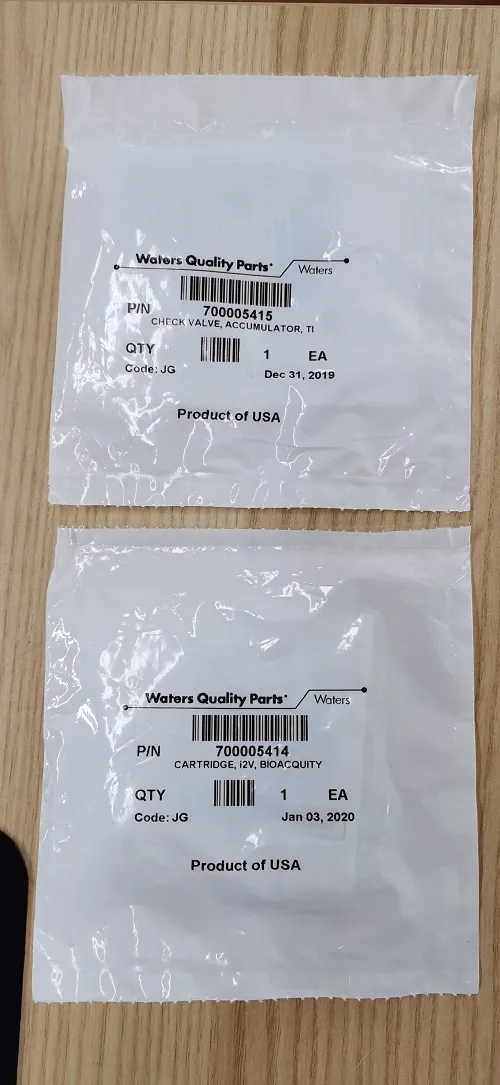 Waters Quality Parts*
Waters
P/N 700005415
CHECK VALVE, ACCUMULATOR, TI
QTY 1 EA
Code: JG Dec 31, 2019
Product of USA
Waters Quality Parts*
Waters
P/N 700005414
CARTRIDGE, i2V, BIOACQUITY
QTY 1 EA
Code: JG Jan 03, 2020
Product of USA